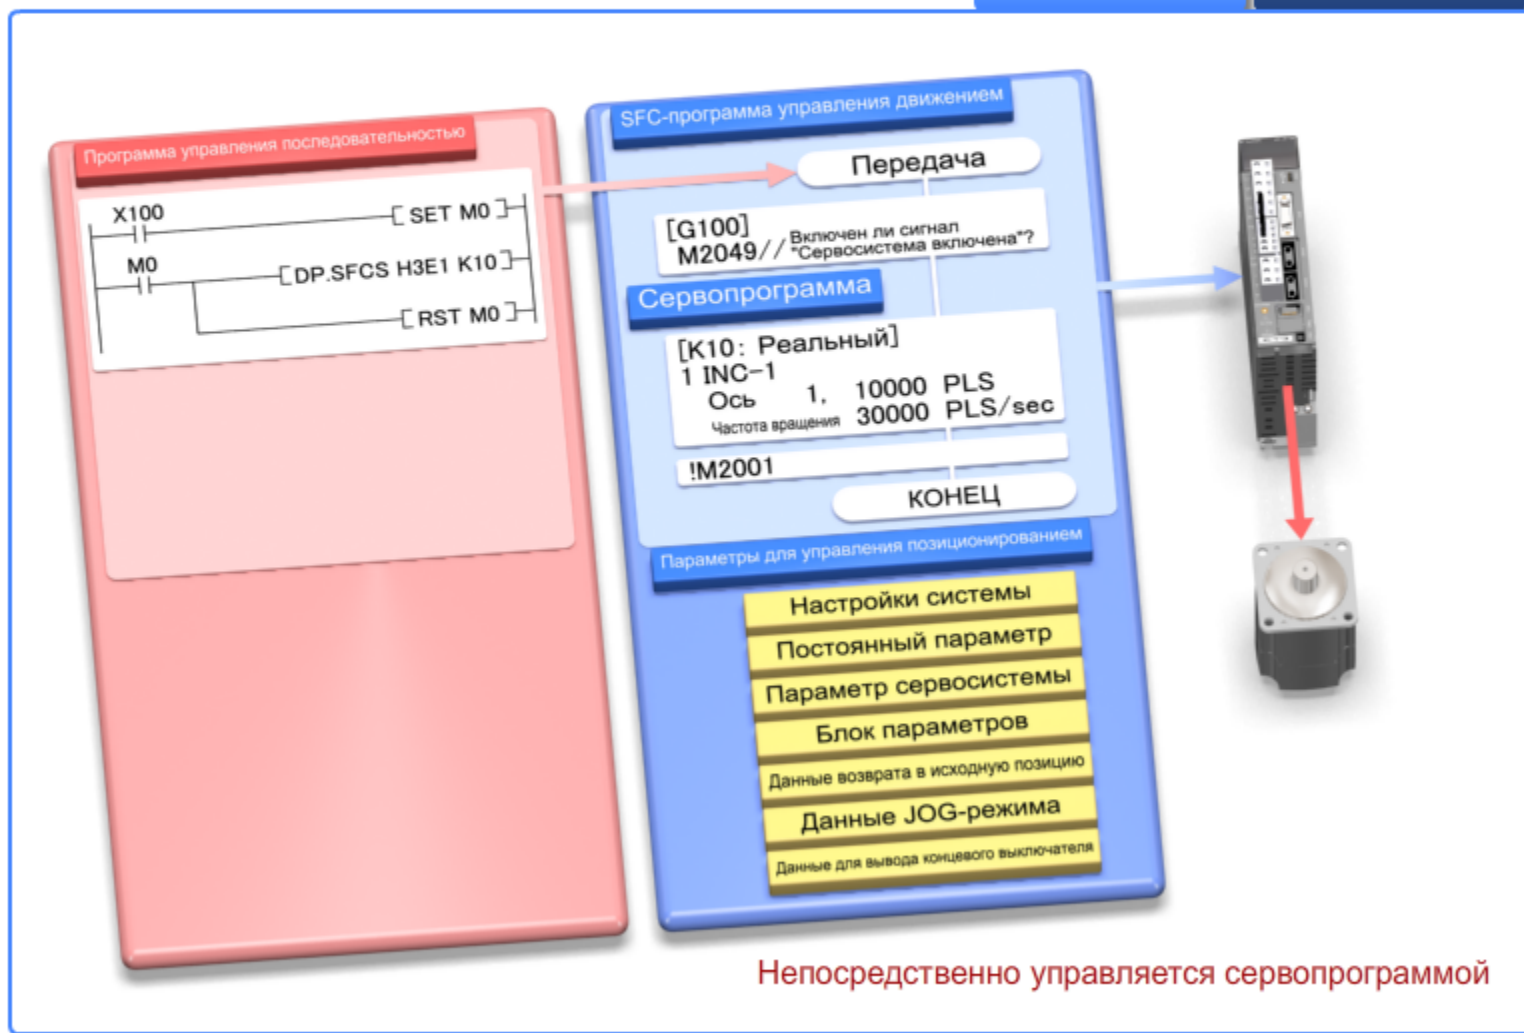 Программа управления последовательностью
X100
SET M0
M0
DP.SFCS H3E1 K10
RST M0
SFC-программа управления движением
Передача
[G100]
M2049// Включен ли сигнал
"Сервосистема включена"?
Сервопрограмма
[K10: Реальный]
1 INC-1
Ось 1, 10000 PLS
Частота вращения 30000 PLS/sec
!M2001
КОНЕЦ
Параметры для управления позиционированием
Настройки системы
Постоянный параметр
Параметр сервосистемы
Блок параметров
Данные возврата в исходную позицию
Данные JOG-режима
Данные для вывода концевого выключателя
Непосредственно управляется сервопрограммой